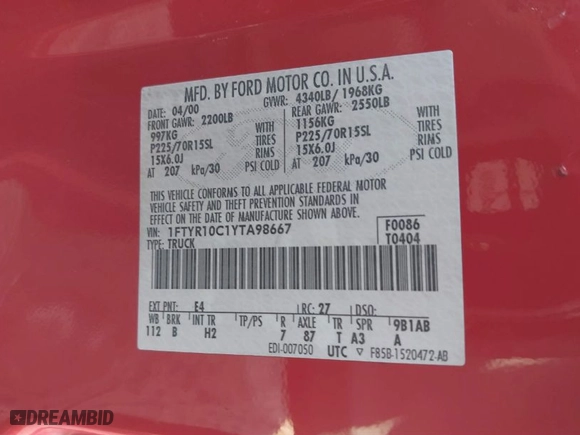 MFD. BY FORD MOTOR CO. IN U.S.A.
DATE: 04/00 GVWR: 4340LB/ 1968KG
FRONT GAWR: 2200LB REAR GAWR: 2550LB
997KG WITH 1156KG WITH
P225/70R15SL TIRES P225/70R15SL TIRES
15X6.0J RIMS 15X6.0J RIMS
AT 207 kPa/30 PSI COLD AT 207 kPa/30 PSI COLD
THIS VEHICLE CONFORMS TO ALL APPLICABLE FEDERAL MOTOR
VEHICLE SAFETY AND THEFT PREVENTION STANDARDS IN
EFFECT ON THE DATE OF MANUFACTURE SHOWN ABOVE
VIN: 1FTYR10C1YTA98667 F0086
TYPE: TRUCK T0404
EXT PNT: E4 RC: 27 DSO:
WB BRK INT TR TP/PS R AXLE TR SPR 9B1AB
112 B H2 7 87 T A3 A
EDI-007050 UTC ▽ F85B-1520472-AB
DREAMBID